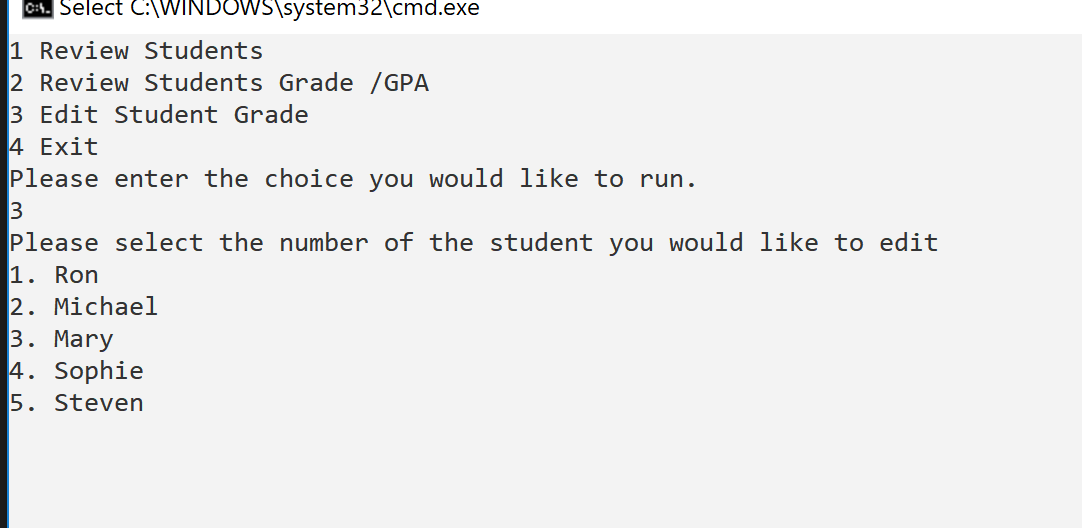 Select C:\WINDOWS\system32\cmd.exe
1 Review Students
2 Review Students Grade /GPA
3 Edit Student Grade
4 Exit
Please enter the choice you would like to run.
3
Please select the number of the student you would like to edit
1. Ron
2. Michael
3. Mary
4. Sophie
5. Steven